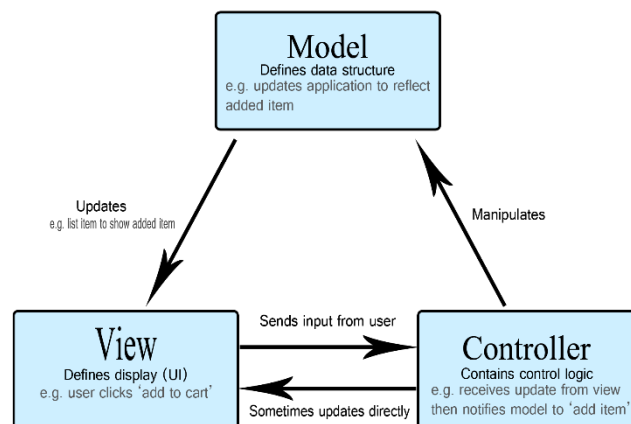 Model
Defines data structure
e.g. updates application to reflect
added item
Updates
e.g. list item to show added item
Manipulates
View
Defines display (UI)
e.g. user clicks 'add to cart'
Sends input from user
Sometimes updates directly
Controller
Contains control logic
e.g. receives update from view
then notifies model to 'add item'